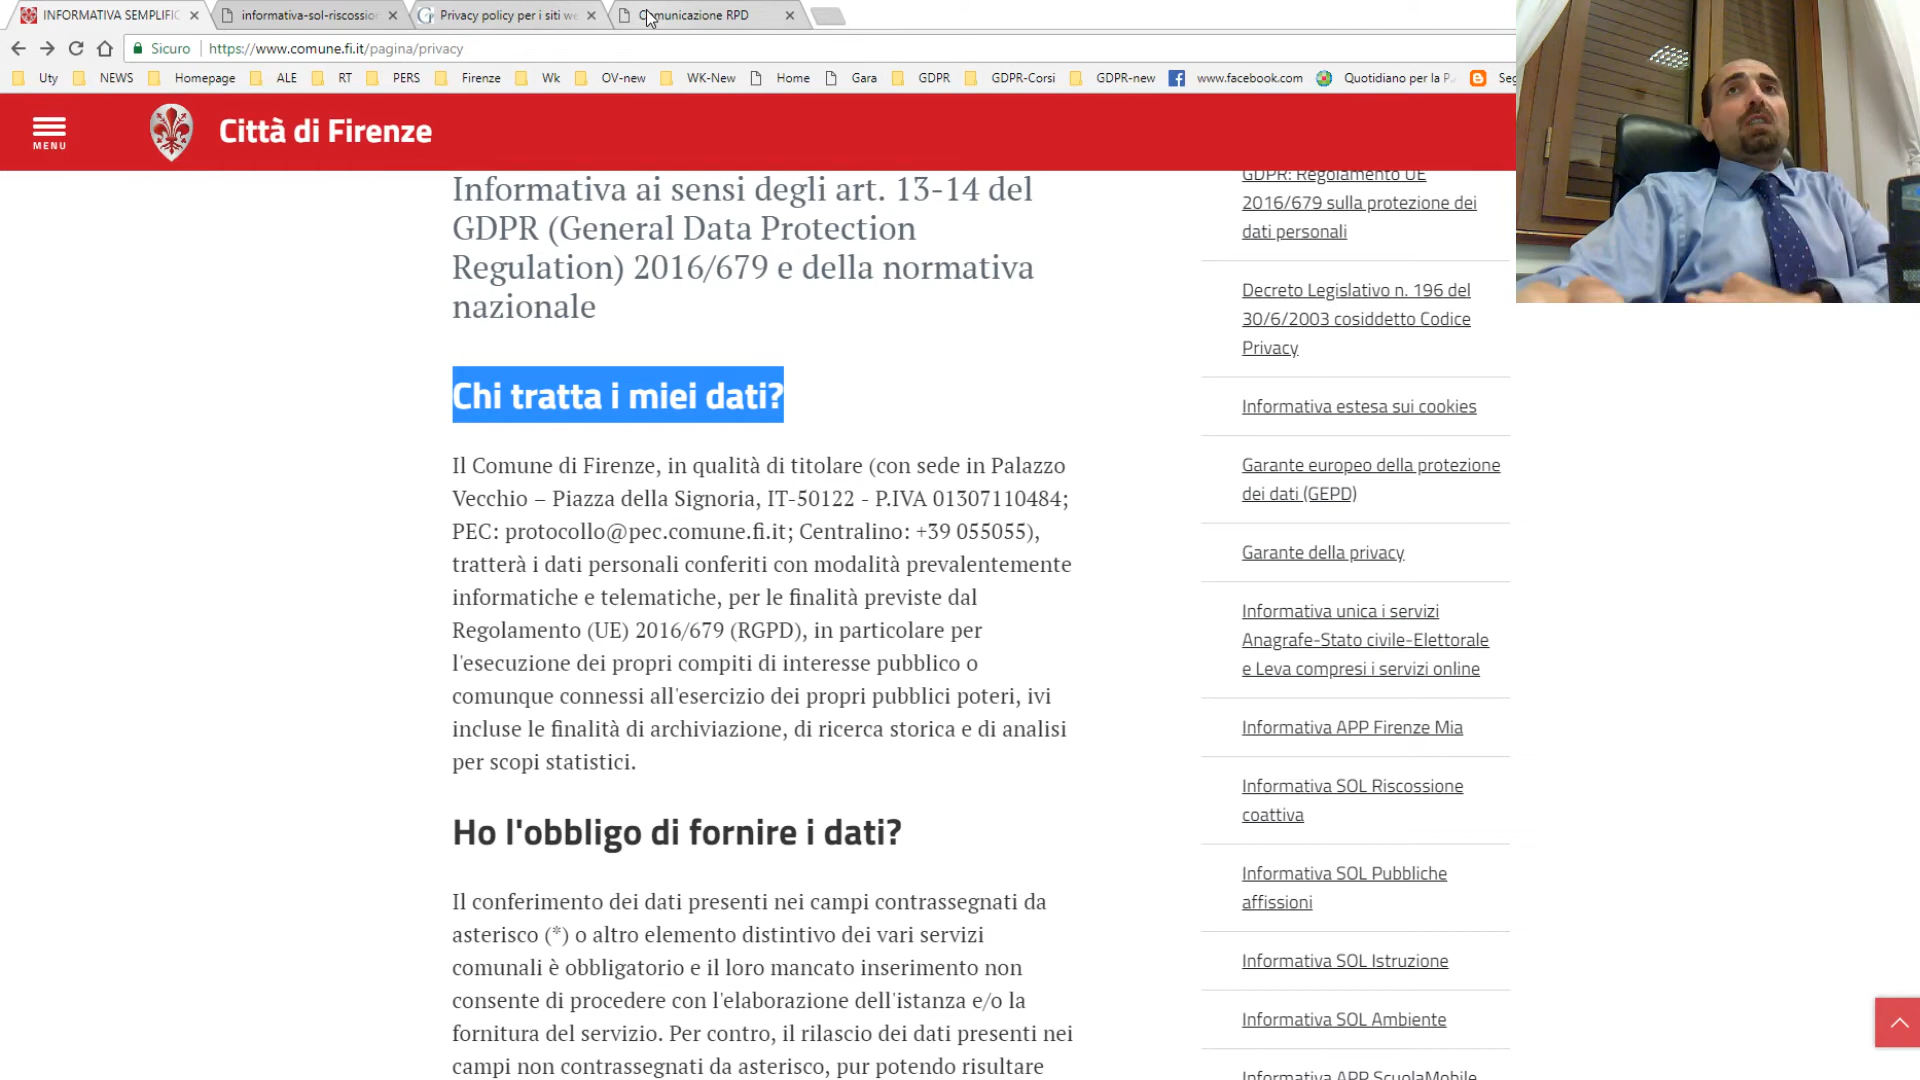 INFORMATIVA SEMPLIFIC
informativa-sol-riscossio
Privacy policy per i siti we
Comunicazione RPD
Sicuro
https://www.comune.fi.it/pagina/privacy
Uty
NEWS
Homepage
ALE
RT
PERS
Firenze
Wk
OV-new
WK-New
Home
Gara
GDPR
GDPR-Corsi
GDPR-new
www.facebook.com
Quotidiano per la P
Seg
MENU
Città di Firenze
Informativa ai sensi degli art. 13-14 del
GDPR (General Data Protection
Regulation) 2016/679 e della normativa
nazionale
Chi tratta i miei dati?
Il Comune di Firenze, in qualità di titolare (con sede in Palazzo
Vecchio – Piazza della Signoria, IT-50122 - P.IVA 01307110484;
PEC: protocollo@pec.comune.fi.it; Centralino: +39 055055),
tratterà i dati personali conferiti con modalità prevalentemente
informatiche e telematiche, per le finalità previste dal
Regolamento (UE) 2016/679 (RGPD), in particolare per
l'esecuzione dei propri compiti di interesse pubblico o
comunque connessi all'esercizio dei propri pubblici poteri, ivi
incluse le finalità di archiviazione, di ricerca storica e di analisi
per scopi statistici.
Ho l'obbligo di fornire i dati?
Il conferimento dei dati presenti nei campi contrassegnati da
asterisco (*) o altro elemento distintivo dei vari servizi
comunali è obbligatorio e il loro mancato inserimento non
consente di procedere con l'elaborazione dell'istanza e/o la
fornitura del servizio. Per contro, il rilascio dei dati presenti nei
campi non contrassegnati da asterisco, pur potendo risultare
GDPR: Regolamento UE
2016/679 sulla protezione dei
dati personali
Decreto Legislativo n. 196 del
30/6/2003 cosiddetto Codice
Privacy
Informativa estesa sui cookies
Garante europeo della protezione
dei dati (GEPD)
Garante della privacy
Informativa unica i servizi
Anagrafe-Stato civile-Elettorale
e Leva compresi i servizi online
Informativa APP Firenze Mia
Informativa SOL Riscossione
coattiva
Informativa SOL Pubbliche
affissioni
Informativa SOL Istruzione
Informativa SOL Ambiente
Informativa APP ScuolaMobile